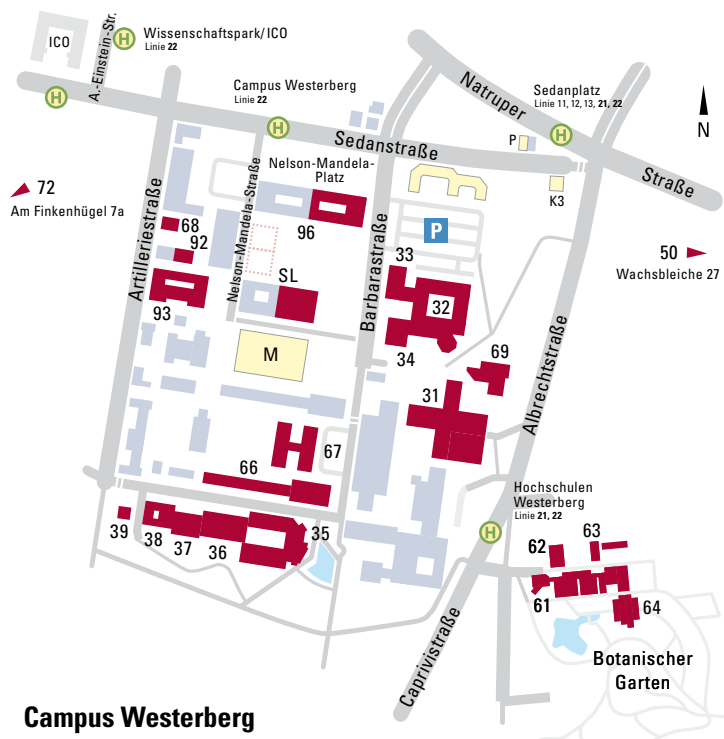 ICO
A.-Einstein-Str.
H
Wissenschaftspark/ICO
Linie 22
H
Campus Westerberg
Linie 22
H
Sedanstraße
Natruper
Straße
Sedanplatz
Linie 11, 12, 13, 21, 22
H
P
K3
N
72
Am Finkenhügel 7a
50
Wachsbleiche 27
Artilleriestraße
Nelson-Mandela-Straße
Nelson-Mandela-
Platz
Barbarastraße
Albrechtstraße
P
68
92
96
93
SL
M
33
32
34
69
31
67
66
39
38
37
36
35
Hochschulen
Westerberg
Linie 21, 22
H
62
63
61
64
Caprivistraße
Botanischer
Garten
Campus Westerberg